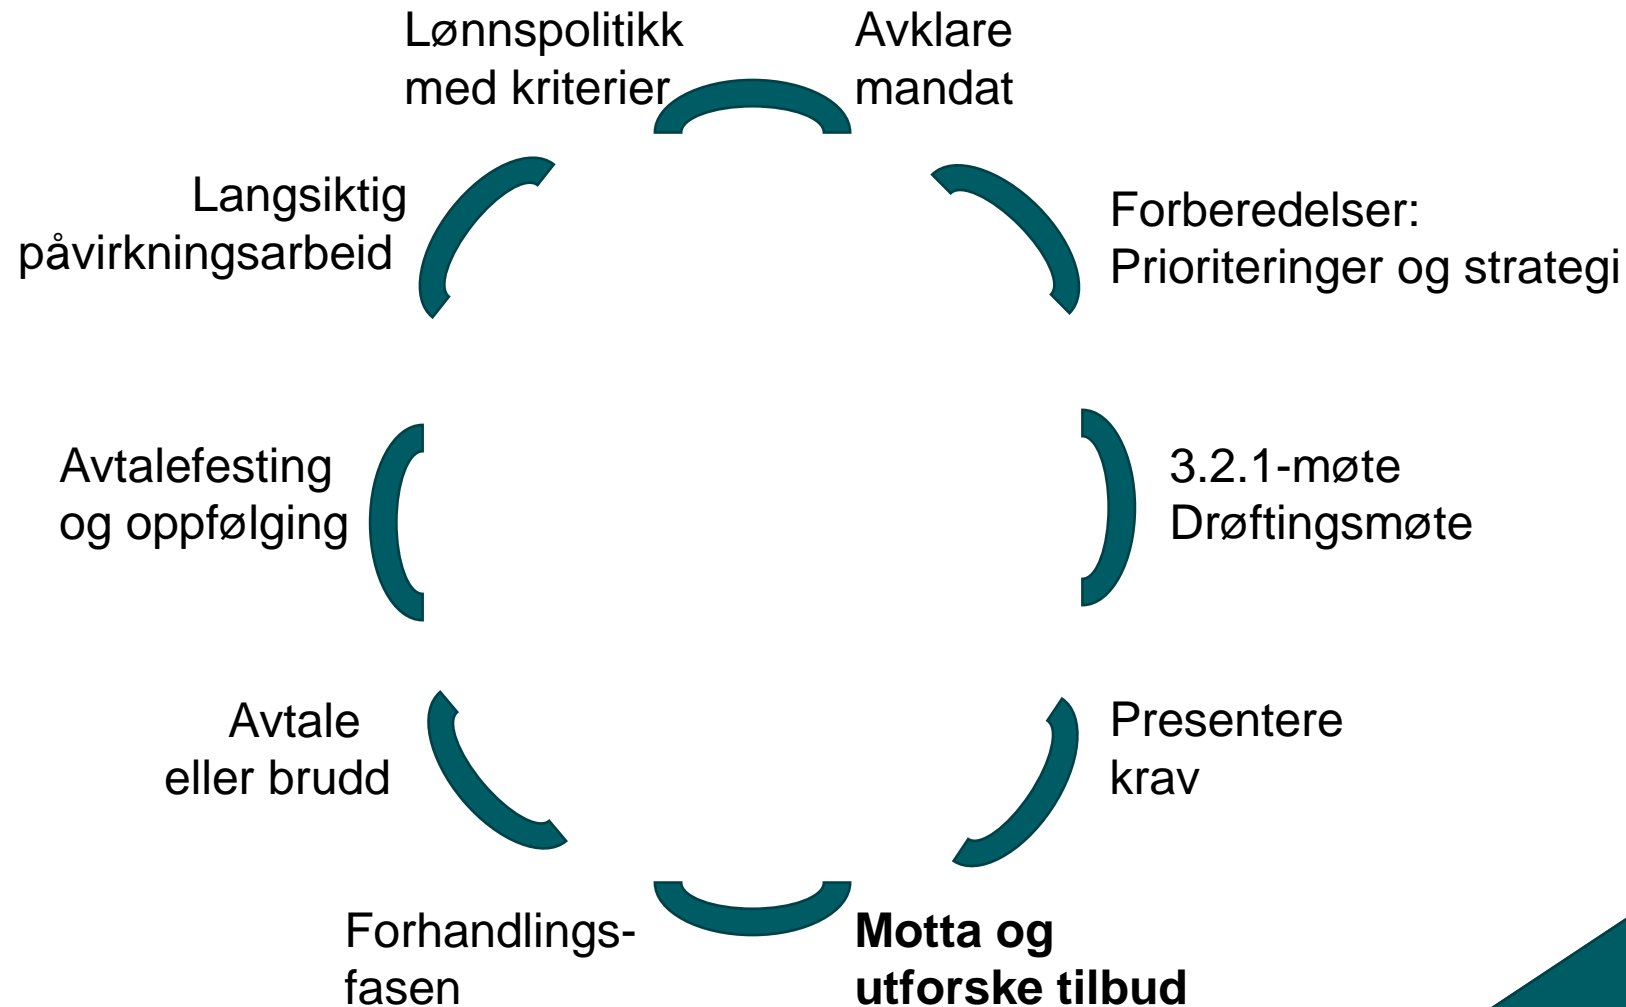 Lønnspolitikk
med kriterier
Avklare
mandat
Forberedelser:
Prioriteringer og strategi
3.2.1-møte
Drøftingsmøte
Presentere
krav
Motta og
utforske tilbud
Forhandlings-
fasen
Avtale
eller brudd
Avtalefesting
og oppfølging
Langsiktig
påvirkningsarbeid